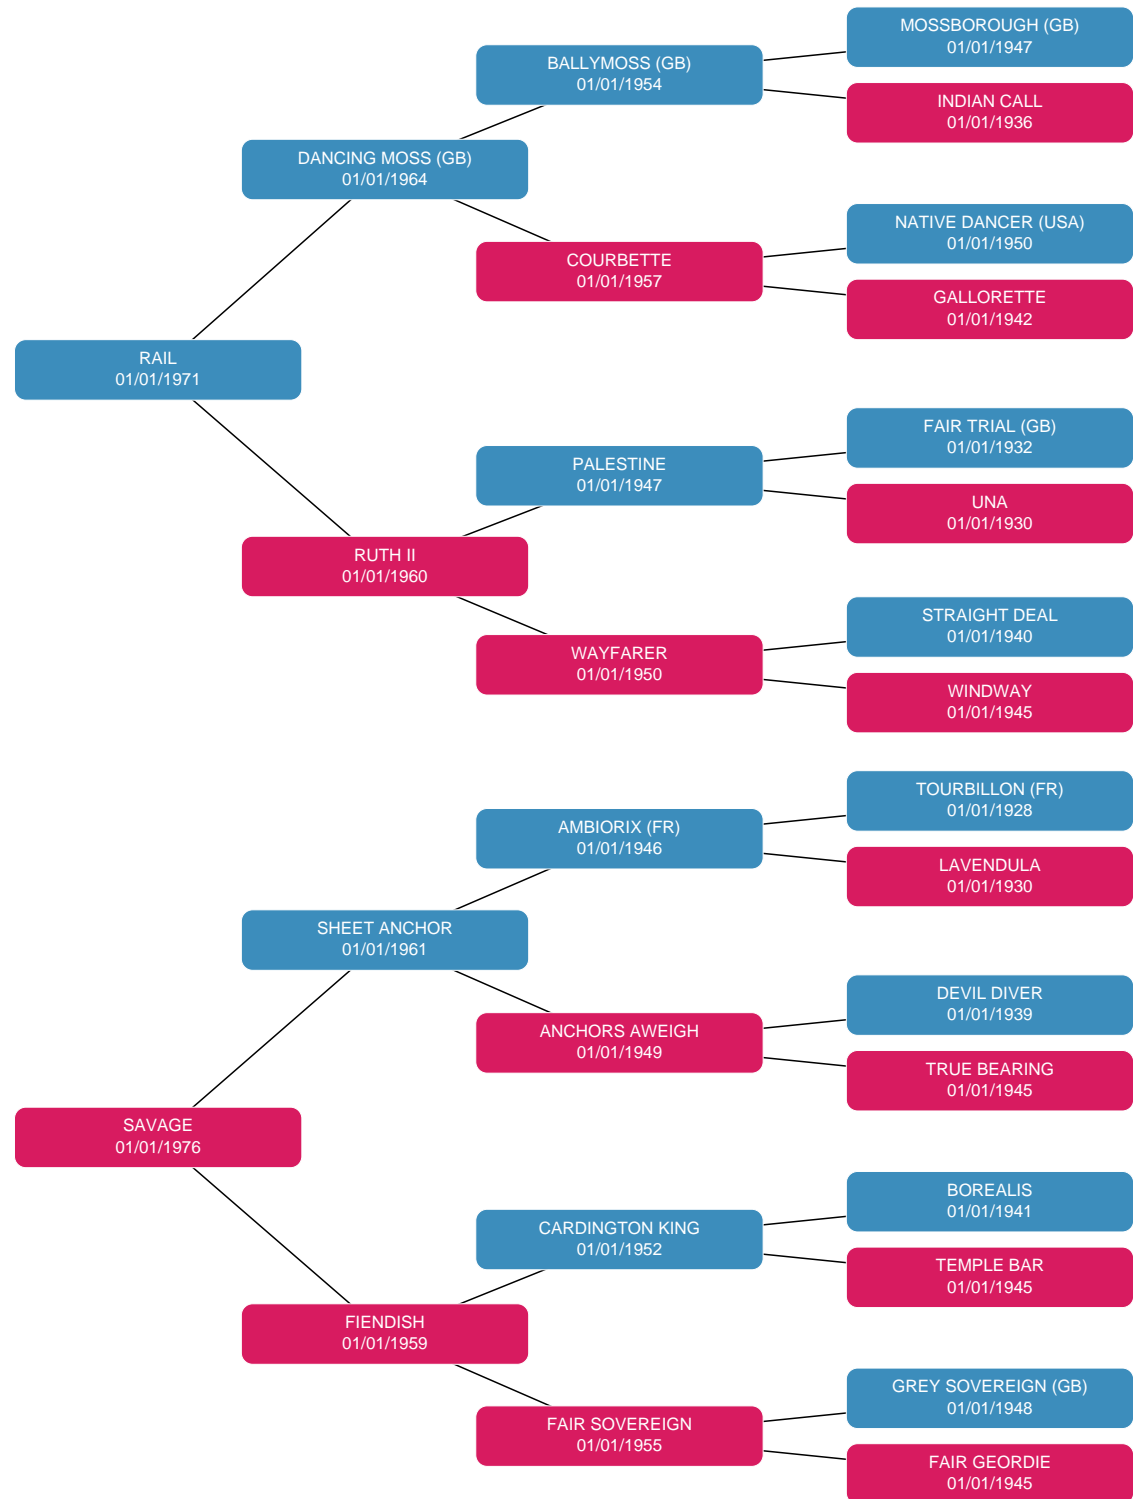 MOSSBOROUGH (GB)
01/01/1947
BALLYMOSS (GB)
01/01/1954
INDIAN CALL
01/01/1936
DANCING MOSS (GB)
01/01/1964
NATIVE DANCER (USA)
01/01/1950
COURBETTE
01/01/1957
GALLORETTE
01/01/1942
RAIL
01/01/1971
FAIR TRIAL (GB)
01/01/1932
PALESTINE
01/01/1947
UNA
01/01/1930
RUTH II
01/01/1960
STRAIGHT DEAL
01/01/1940
WAYFARER
01/01/1950
WINDWAY
01/01/1945
TOURBILLON (FR)
01/01/1928
AMBIORIX (FR)
01/01/1946
LAVENDULA
01/01/1930
SHEET ANCHOR
01/01/1961
DEVIL DIVER
01/01/1939
ANCHORS AWEIGH
01/01/1949
TRUE BEARING
01/01/1945
SAVAGE
01/01/1976
BOREALIS
01/01/1941
CARDINGTON KING
01/01/1952
TEMPLE BAR
01/01/1945
FIENDISH
01/01/1959
GREY SOVEREIGN (GB)
01/01/1948
FAIR SOVEREIGN
01/01/1955
FAIR GEORDIE
01/01/1945